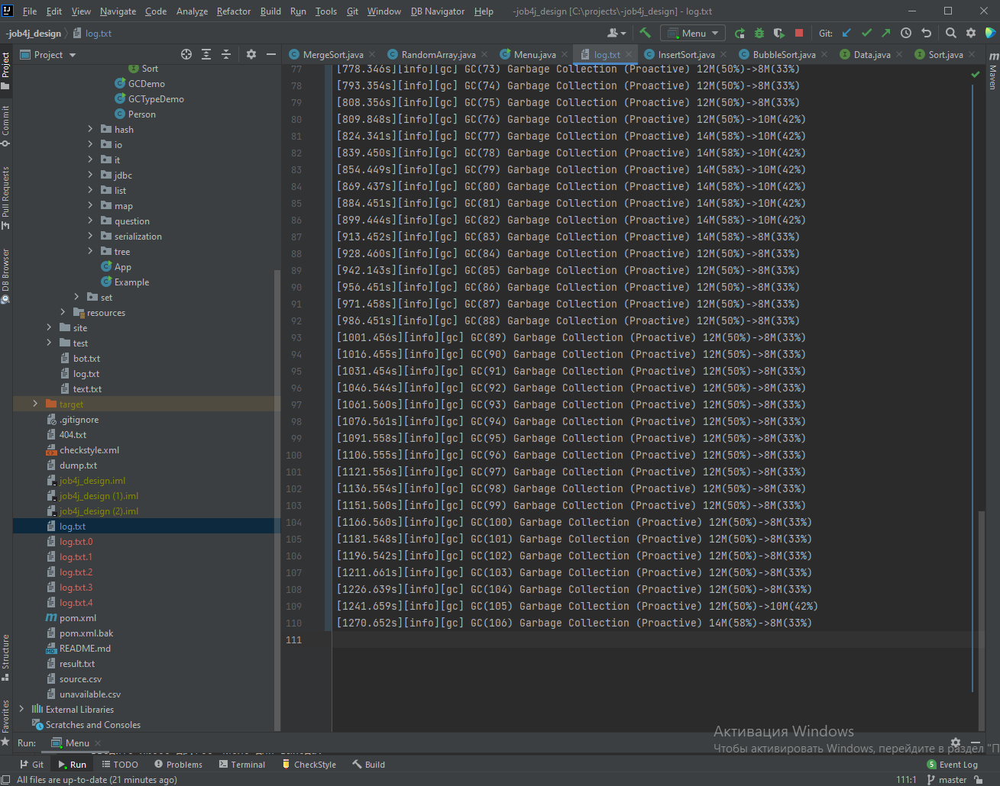 File Edit View Navigate Code Analyze Refactor Build Run Tools Git Window DB Navigator Help -job4j_design [C:\projects\-job4j_design] - log.txt
-job4j_design log.txt Menu Git:
Project MergeSort.java RandomArray.java Menu.java log.txt InsertSort.java BubbleSort.java Data.java Sort.java
Project
Commit
Pull Requests
DB Browser
Structure
Favorites
Maven
Sort
GCDemo
GCTypeDemo
Person
hash
io
it
jdbc
list
map
question
serialization
tree
App
Example
set
resources
site
test
bot.txt
log.txt
text.txt
target
.gitignore
404.txt
checkstyle.xml
dump.txt
job4j_design.iml
job4j_design (1).iml
job4j_design (2).iml
log.txt
log.txt.0
log.txt.1
log.txt.2
log.txt.3
log.txt.4
pom.xml
pom.xml.bak
README.md
result.txt
source.csv
unavailable.csv
External Libraries
Scratches and Consoles
77 [778.346s][info][gc] GC(73) Garbage Collection (Proactive) 12M(50%)->8M(33%)
78 [793.354s][info][gc] GC(74) Garbage Collection (Proactive) 12M(50%)->8M(33%)
79 [808.356s][info][gc] GC(75) Garbage Collection (Proactive) 12M(50%)->8M(33%)
80 [809.848s][info][gc] GC(76) Garbage Collection (Proactive) 12M(50%)->10M(42%)
81 [824.341s][info][gc] GC(77) Garbage Collection (Proactive) 14M(58%)->10M(42%)
82 [839.450s][info][gc] GC(78) Garbage Collection (Proactive) 14M(58%)->10M(42%)
83 [854.449s][info][gc] GC(79) Garbage Collection (Proactive) 14M(58%)->10M(42%)
84 [869.437s][info][gc] GC(80) Garbage Collection (Proactive) 14M(58%)->10M(42%)
85 [884.451s][info][gc] GC(81) Garbage Collection (Proactive) 14M(58%)->10M(42%)
86 [899.444s][info][gc] GC(82) Garbage Collection (Proactive) 14M(58%)->10M(42%)
87 [913.452s][info][gc] GC(83) Garbage Collection (Proactive) 14M(58%)->8M(33%)
88 [928.460s][info][gc] GC(84) Garbage Collection (Proactive) 12M(50%)->8M(33%)
89 [942.143s][info][gc] GC(85) Garbage Collection (Proactive) 12M(50%)->8M(33%)
90 [956.451s][info][gc] GC(86) Garbage Collection (Proactive) 12M(50%)->8M(33%)
91 [971.458s][info][gc] GC(87) Garbage Collection (Proactive) 12M(50%)->8M(33%)
92 [986.451s][info][gc] GC(88) Garbage Collection (Proactive) 12M(50%)->8M(33%)
93 [1001.456s][info][gc] GC(89) Garbage Collection (Proactive) 12M(50%)->8M(33%)
94 [1016.455s][info][gc] GC(90) Garbage Collection (Proactive) 12M(50%)->8M(33%)
95 [1031.454s][info][gc] GC(91) Garbage Collection (Proactive) 12M(50%)->8M(33%)
96 [1046.544s][info][gc] GC(92) Garbage Collection (Proactive) 12M(50%)->8M(33%)
97 [1061.560s][info][gc] GC(93) Garbage Collection (Proactive) 12M(50%)->8M(33%)
98 [1076.561s][info][gc] GC(94) Garbage Collection (Proactive) 12M(50%)->8M(33%)
99 [1091.558s][info][gc] GC(95) Garbage Collection (Proactive) 12M(50%)->8M(33%)
100 [1106.555s][info][gc] GC(96) Garbage Collection (Proactive) 12M(50%)->8M(33%)
101 [1121.556s][info][gc] GC(97) Garbage Collection (Proactive) 12M(50%)->8M(33%)
102 [1136.554s][info][gc] GC(98) Garbage Collection (Proactive) 12M(50%)->8M(33%)
103 [1151.560s][info][gc] GC(99) Garbage Collection (Proactive) 12M(50%)->8M(33%)
104 [1166.560s][info][gc] GC(100) Garbage Collection (Proactive) 12M(50%)->8M(33%)
105 [1181.548s][info][gc] GC(101) Garbage Collection (Proactive) 12M(50%)->8M(33%)
106 [1196.542s][info][gc] GC(102) Garbage Collection (Proactive) 12M(50%)->8M(33%)
107 [1211.661s][info][gc] GC(103) Garbage Collection (Proactive) 12M(50%)->8M(33%)
108 [1226.639s][info][gc] GC(104) Garbage Collection (Proactive) 12M(50%)->8M(33%)
109 [1241.659s][info][gc] GC(105) Garbage Collection (Proactive) 12M(50%)->10M(42%)
110 [1270.652s][info][gc] GC(106) Garbage Collection (Proactive) 14M(58%)->8M(33%)
111
Активация Windows
Чтобы активировать Windows, перейдите в раздел "П
Run: Menu
Git Run TODO Problems Terminal CheckStyle Build 5 Event Log
All files are up-to-date (21 minutes ago) 111:1 master